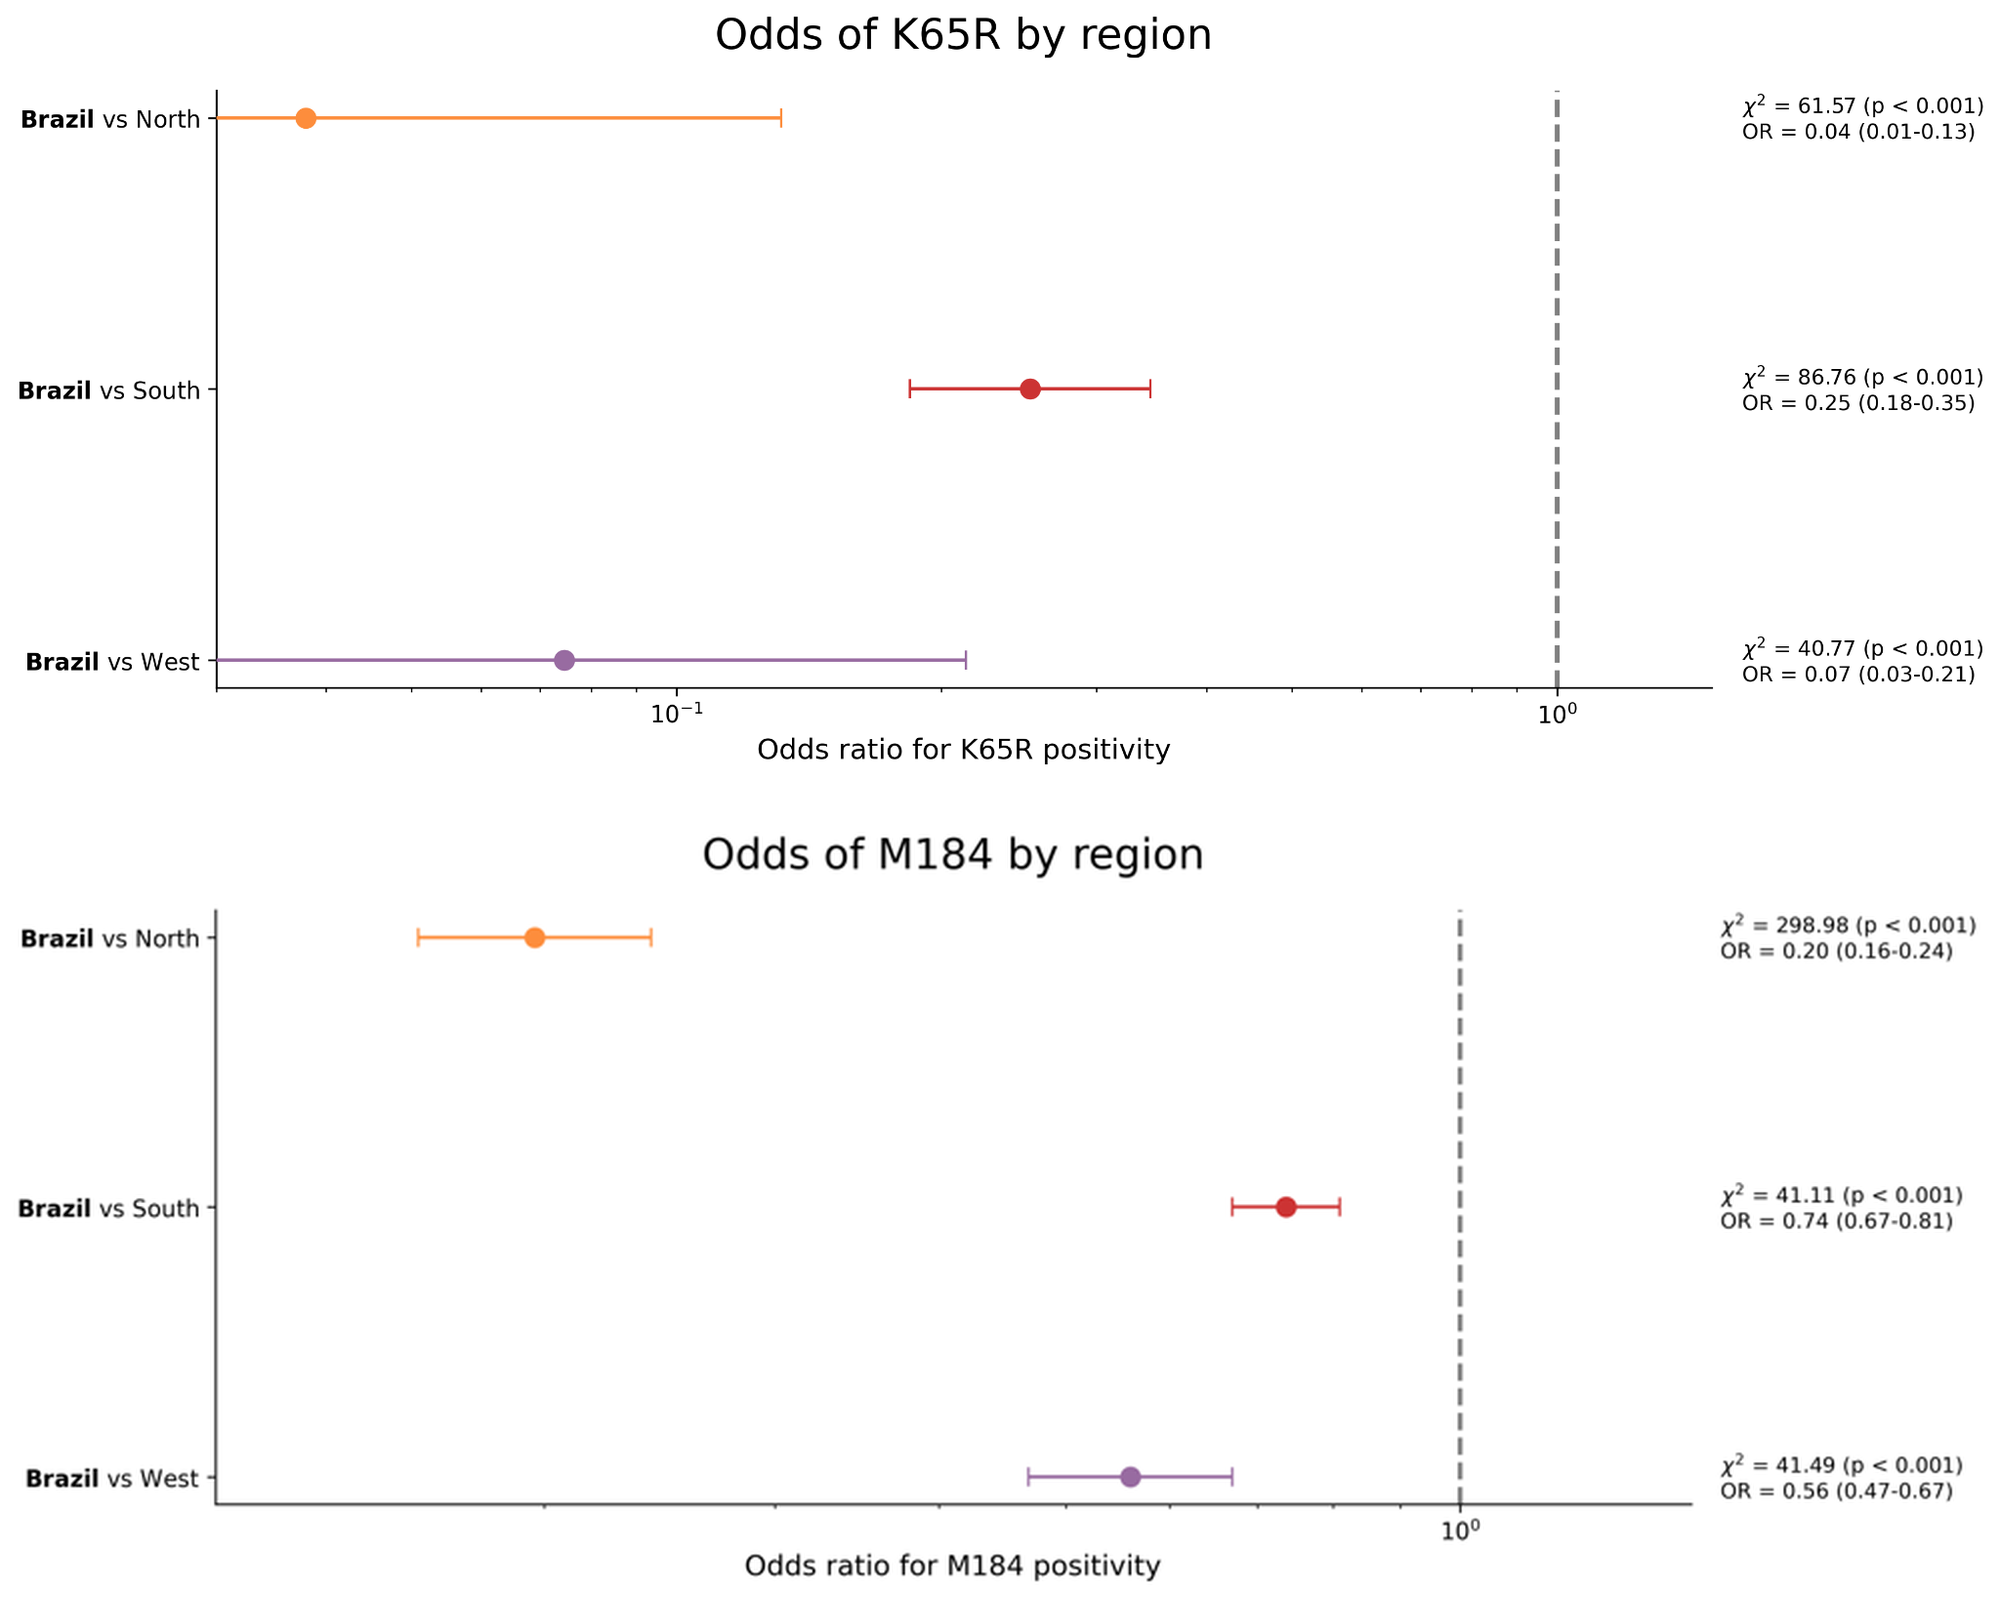 Odds of K65R by region
Brazil vs North
χ² = 61.57 (p < 0.001)
OR = 0.04 (0.01-0.13)
Brazil vs South
χ² = 86.76 (p < 0.001)
OR = 0.25 (0.18-0.35)
Brazil vs West
χ² = 40.77 (p < 0.001)
OR = 0.07 (0.03-0.21)
10⁻¹ 10⁰
Odds ratio for K65R positivity
Odds of M184 by region
Brazil vs North
χ² = 298.98 (p < 0.001)
OR = 0.20 (0.16-0.24)
Brazil vs South
χ² = 41.11 (p < 0.001)
OR = 0.74 (0.67-0.81)
Brazil vs West
χ² = 41.49 (p < 0.001)
OR = 0.56 (0.47-0.67)
10⁰
Odds ratio for M184 positivity